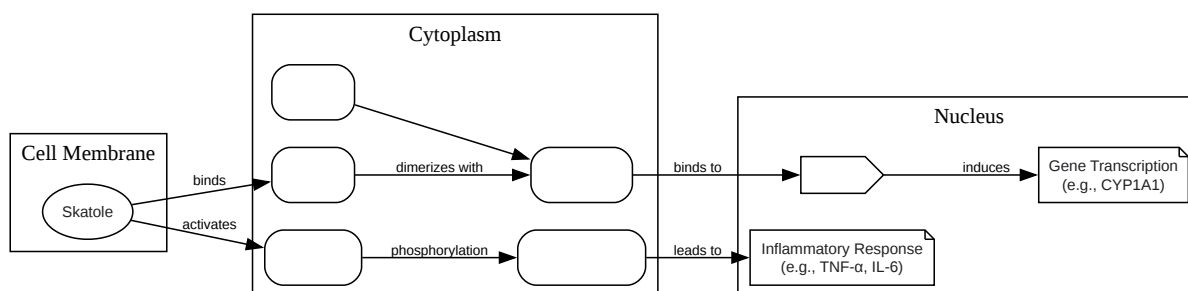 Cytoplasm
Nucleus
Cell Membrane
Skatole
binds
activates
dimerizes with
phosphorylation
binds to
leads to
induces
Gene Transcription
(e.g., CYP1A1)
Inflammatory Response
(e.g., TNF-α, IL-6)